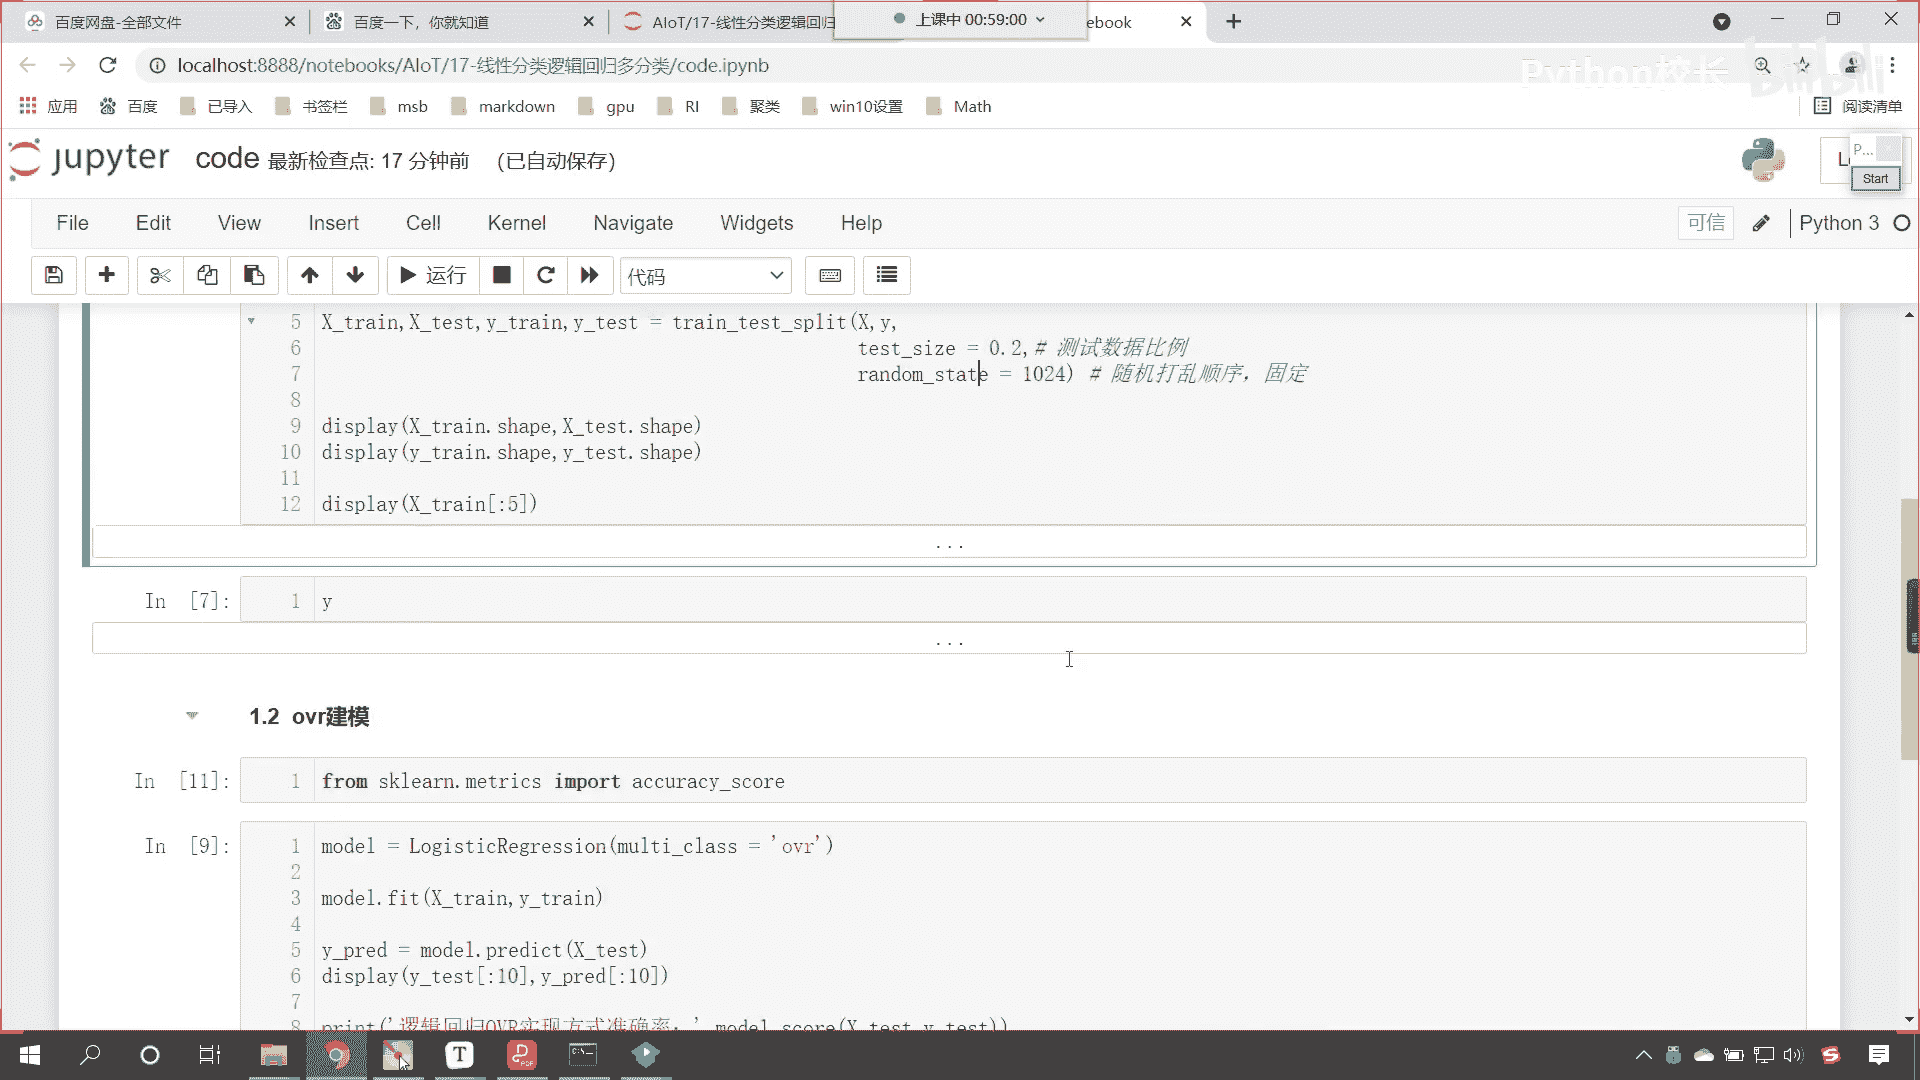 百度网盘-全部文件
百度一下，你就知道
AIoT/17-线性分类逻辑回归
上课中 00:59:00
ebook
localhost:8888/notebooks/AIoT/17-线性分类逻辑回归多分类/code.ipynb
Python校长
bilibili
应用 百度 已导入 书签栏 msb markdown gpu RI 聚类 win10设置 Math 阅读清单
jupyter code 最新检查点: 17 分钟前 (已自动保存)
P...
Start
File Edit View Insert Cell Kernel Navigate Widgets Help 可信 Python 3
运行 代码
5 X_train,X_test,y_train,y_test = train_test_split(X,y,
6 test_size = 0.2,# 测试数据比例
7 random_state = 1024) # 随机打乱顺序，固定
8
9 display(X_train.shape,X_test.shape)
10 display(y_train.shape,y_test.shape)
11
12 display(X_train[:5])
...
In [7]: 1 y
...
1.2 ovr建模
In [11]: 1 from sklearn.metrics import accuracy_score
In [9]: 1 model = LogisticRegression(multi_class = 'ovr')
2
3 model.fit(X_train,y_train)
4
5 y_pred = model.predict(X_test)
6 display(y_test[:10],y_pred[:10])
7
8 print('逻辑回归OVR实现方式准确率：',model.score(X_test,y_test))